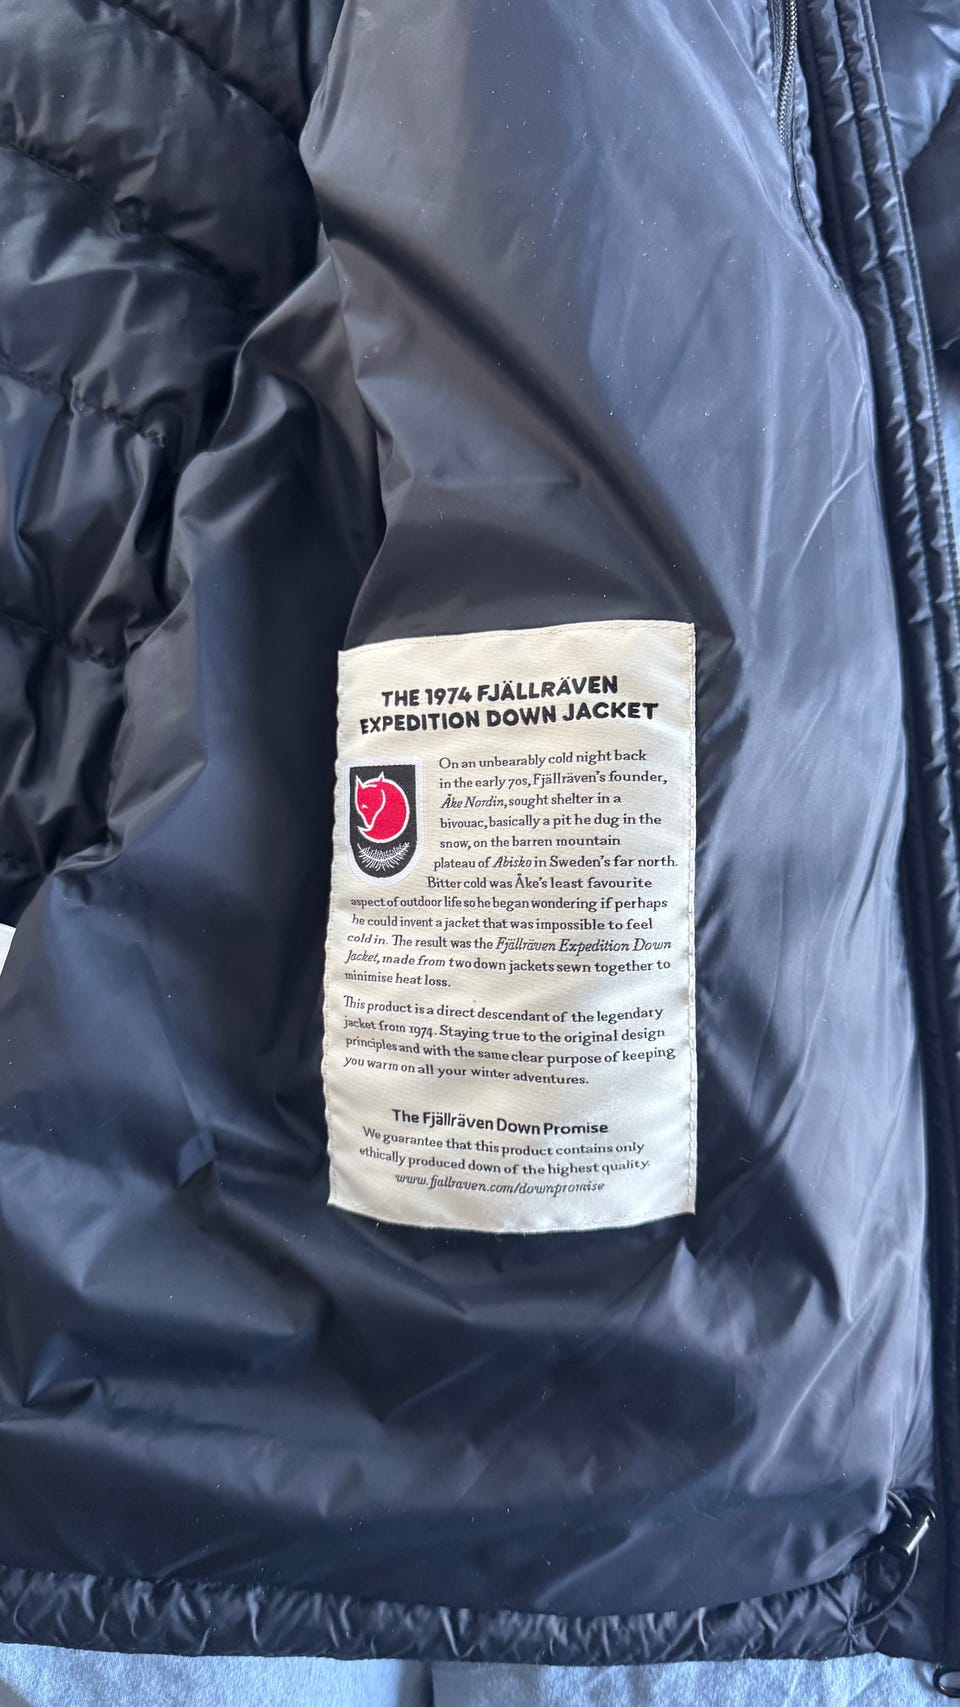 THE 1974 FJÄLLRÄVEN
EXPEDITION DOWN JACKET
On an unbearably cold night back
in the early 70s, Fjällräven's founder,
Åke Nordin, sought shelter in a
bivouac, basically a pit he dug in the
snow, on the barren mountain
plateau of Abisko in Sweden's far north.
Bitter cold was Åke's least favourite
aspect of outdoor life so he began wondering if perhaps
he could invent a jacket that was impossible to feel
cold in. The result was the Fjällräven Expedition Down
Jacket, made from two down jackets sewn together to
minimise heat loss.
This product is a direct descendant of the legendary
jacket from 1974. Staying true to the original design
principles and with the same clear purpose of keeping
you warm on all your winter adventures.
The Fjällräven Down Promise
We guarantee that this product contains only
ethically produced down of the highest quality.
www.fjallraven.com/downpromise